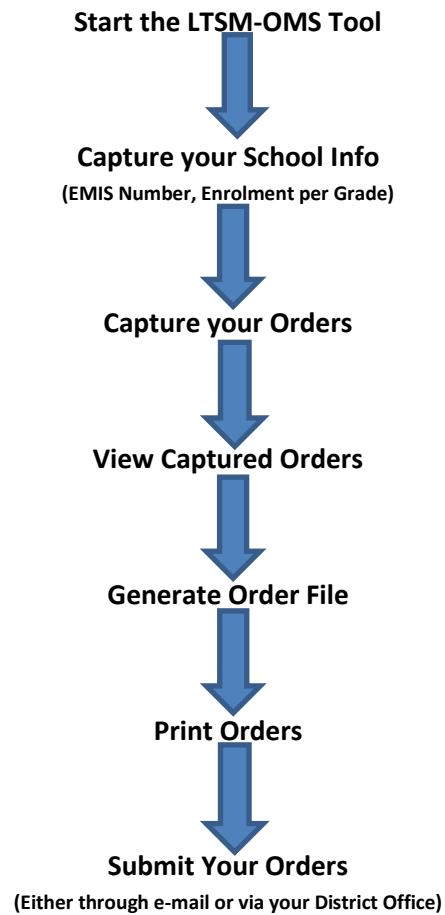 Start the LTSM-OMS Tool
Capture your School Info
(EMIS Number, Enrolment per Grade)
Capture your Orders
View Captured Orders
Generate Order File
Print Orders
Submit Your Orders
(Either through e-mail or via your District Office)